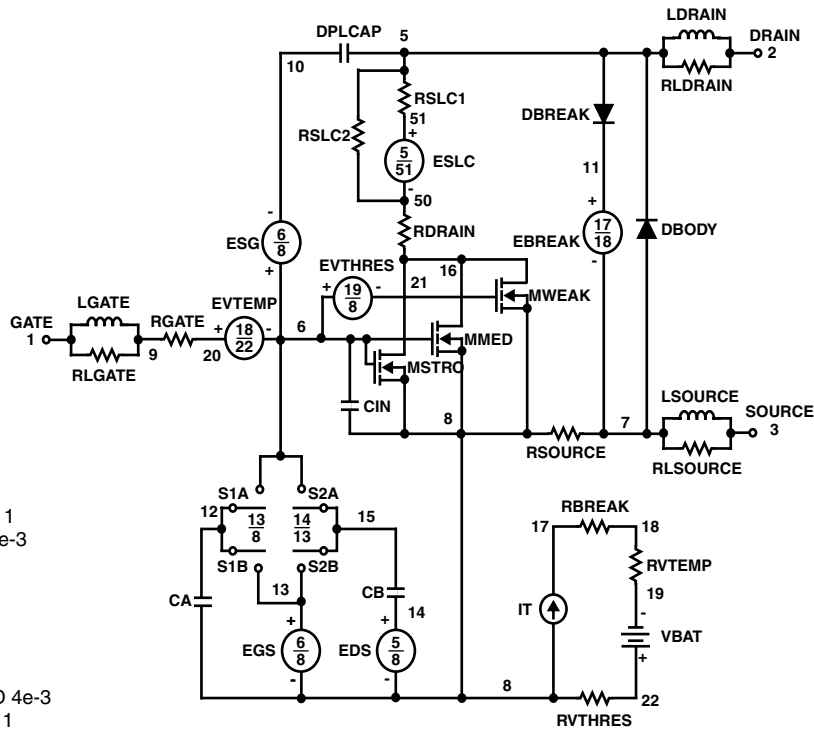 LDRAIN
DPLCAP
5
DRAIN
2
10
RLDRAIN
RSLC1
51
DBREAK
RSLC2
+
5
51
ESLC
11
-
50
-
+
17
18
DBODY
RDRAIN
EBREAK
ESG
6
8
EVTHRES
16
-
+
+
19
8
-
21
MWEAK
LGATE
EVTEMP
GATE
1
RGATE
+
18
22
-
6
MMED
9
20
RLGATE
MSTRO
LSOURCE
CIN
8
7
SOURCE
3
RSOURCE
RLSOURCE
S1A
S2A
1
12
13
8
14
13
15
17
RBREAK
18
e-3
S1B
S2B
RVTEMP
13
CB
19
CA
14
IT
-
+
+
VBAT
EGS
6
8
EDS
5
8
+
-
-
8
22
0 4e-3
1
RVTHRES